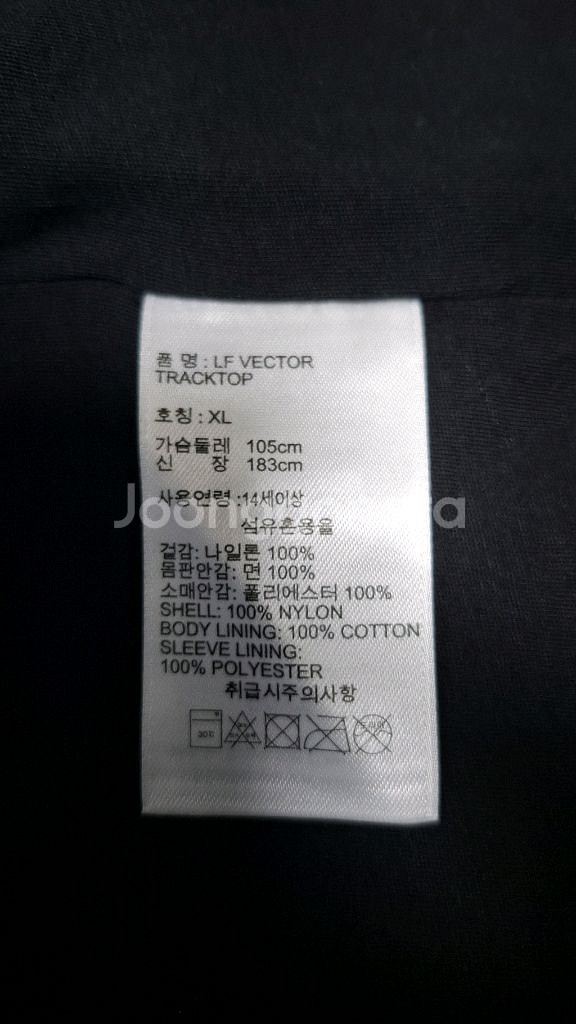 품 명 : LF VECTOR
TRACKTOP
호칭 : XL
가슴둘레 105cm
신 장 183cm
사용연령 :14세이상
섬유혼용율
겉감: 나일론 100%
몸판안감: 면 100%
소매안감: 폴리에스터 100%
SHELL: 100% NYLON
BODY LINING: 100% COTTON
SLEEVE LINING:
100% POLYESTER
취급시주의사항